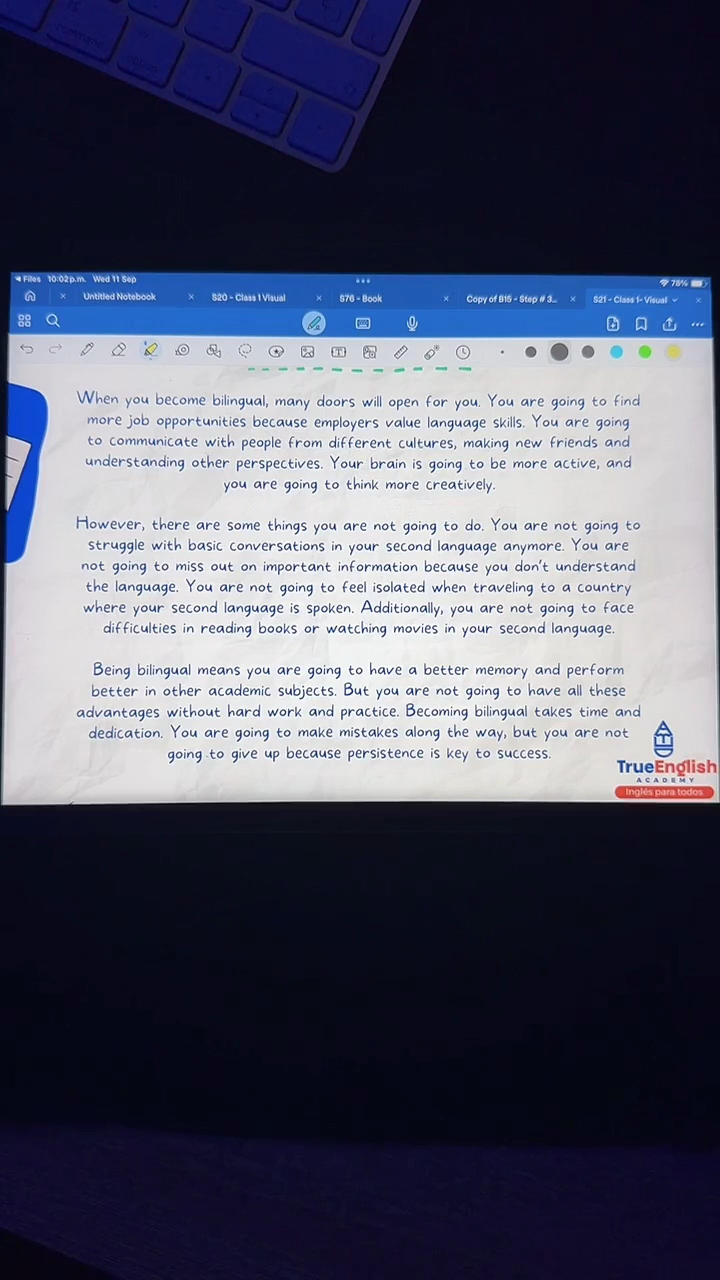 Files 10:02p.m. Wed 11 Sep
78%
Untitled Notebook
S20 - Class 1 Visual
S76 - Book
Copy of B15 - Step # 3...
S21 - Class 1- Visual
When you become bilingual, many doors will open for you. You are going to find
more job opportunities because employers value language skills. You are going
to communicate with people from different cultures, making new friends and
understanding other perspectives. Your brain is going to be more active, and
you are going to think more creatively.
However, there are some things you are not going to do. You are not going to
struggle with basic conversations in your second language anymore. You are
not going to miss out on important information because you don't understand
the language. You are not going to feel isolated when traveling to a country
where your second language is spoken. Additionally, you are not going to face
difficulties in reading books or watching movies in your second language.
Being bilingual means you are going to have a better memory and perform
better in other academic subjects. But you are not going to have all these
advantages without hard work and practice. Becoming bilingual takes time and
dedication. You are going to make mistakes along the way, but you are not
going to give up because persistence is key to success.
TrueEnglish
ACADEMY
Inglés para todos